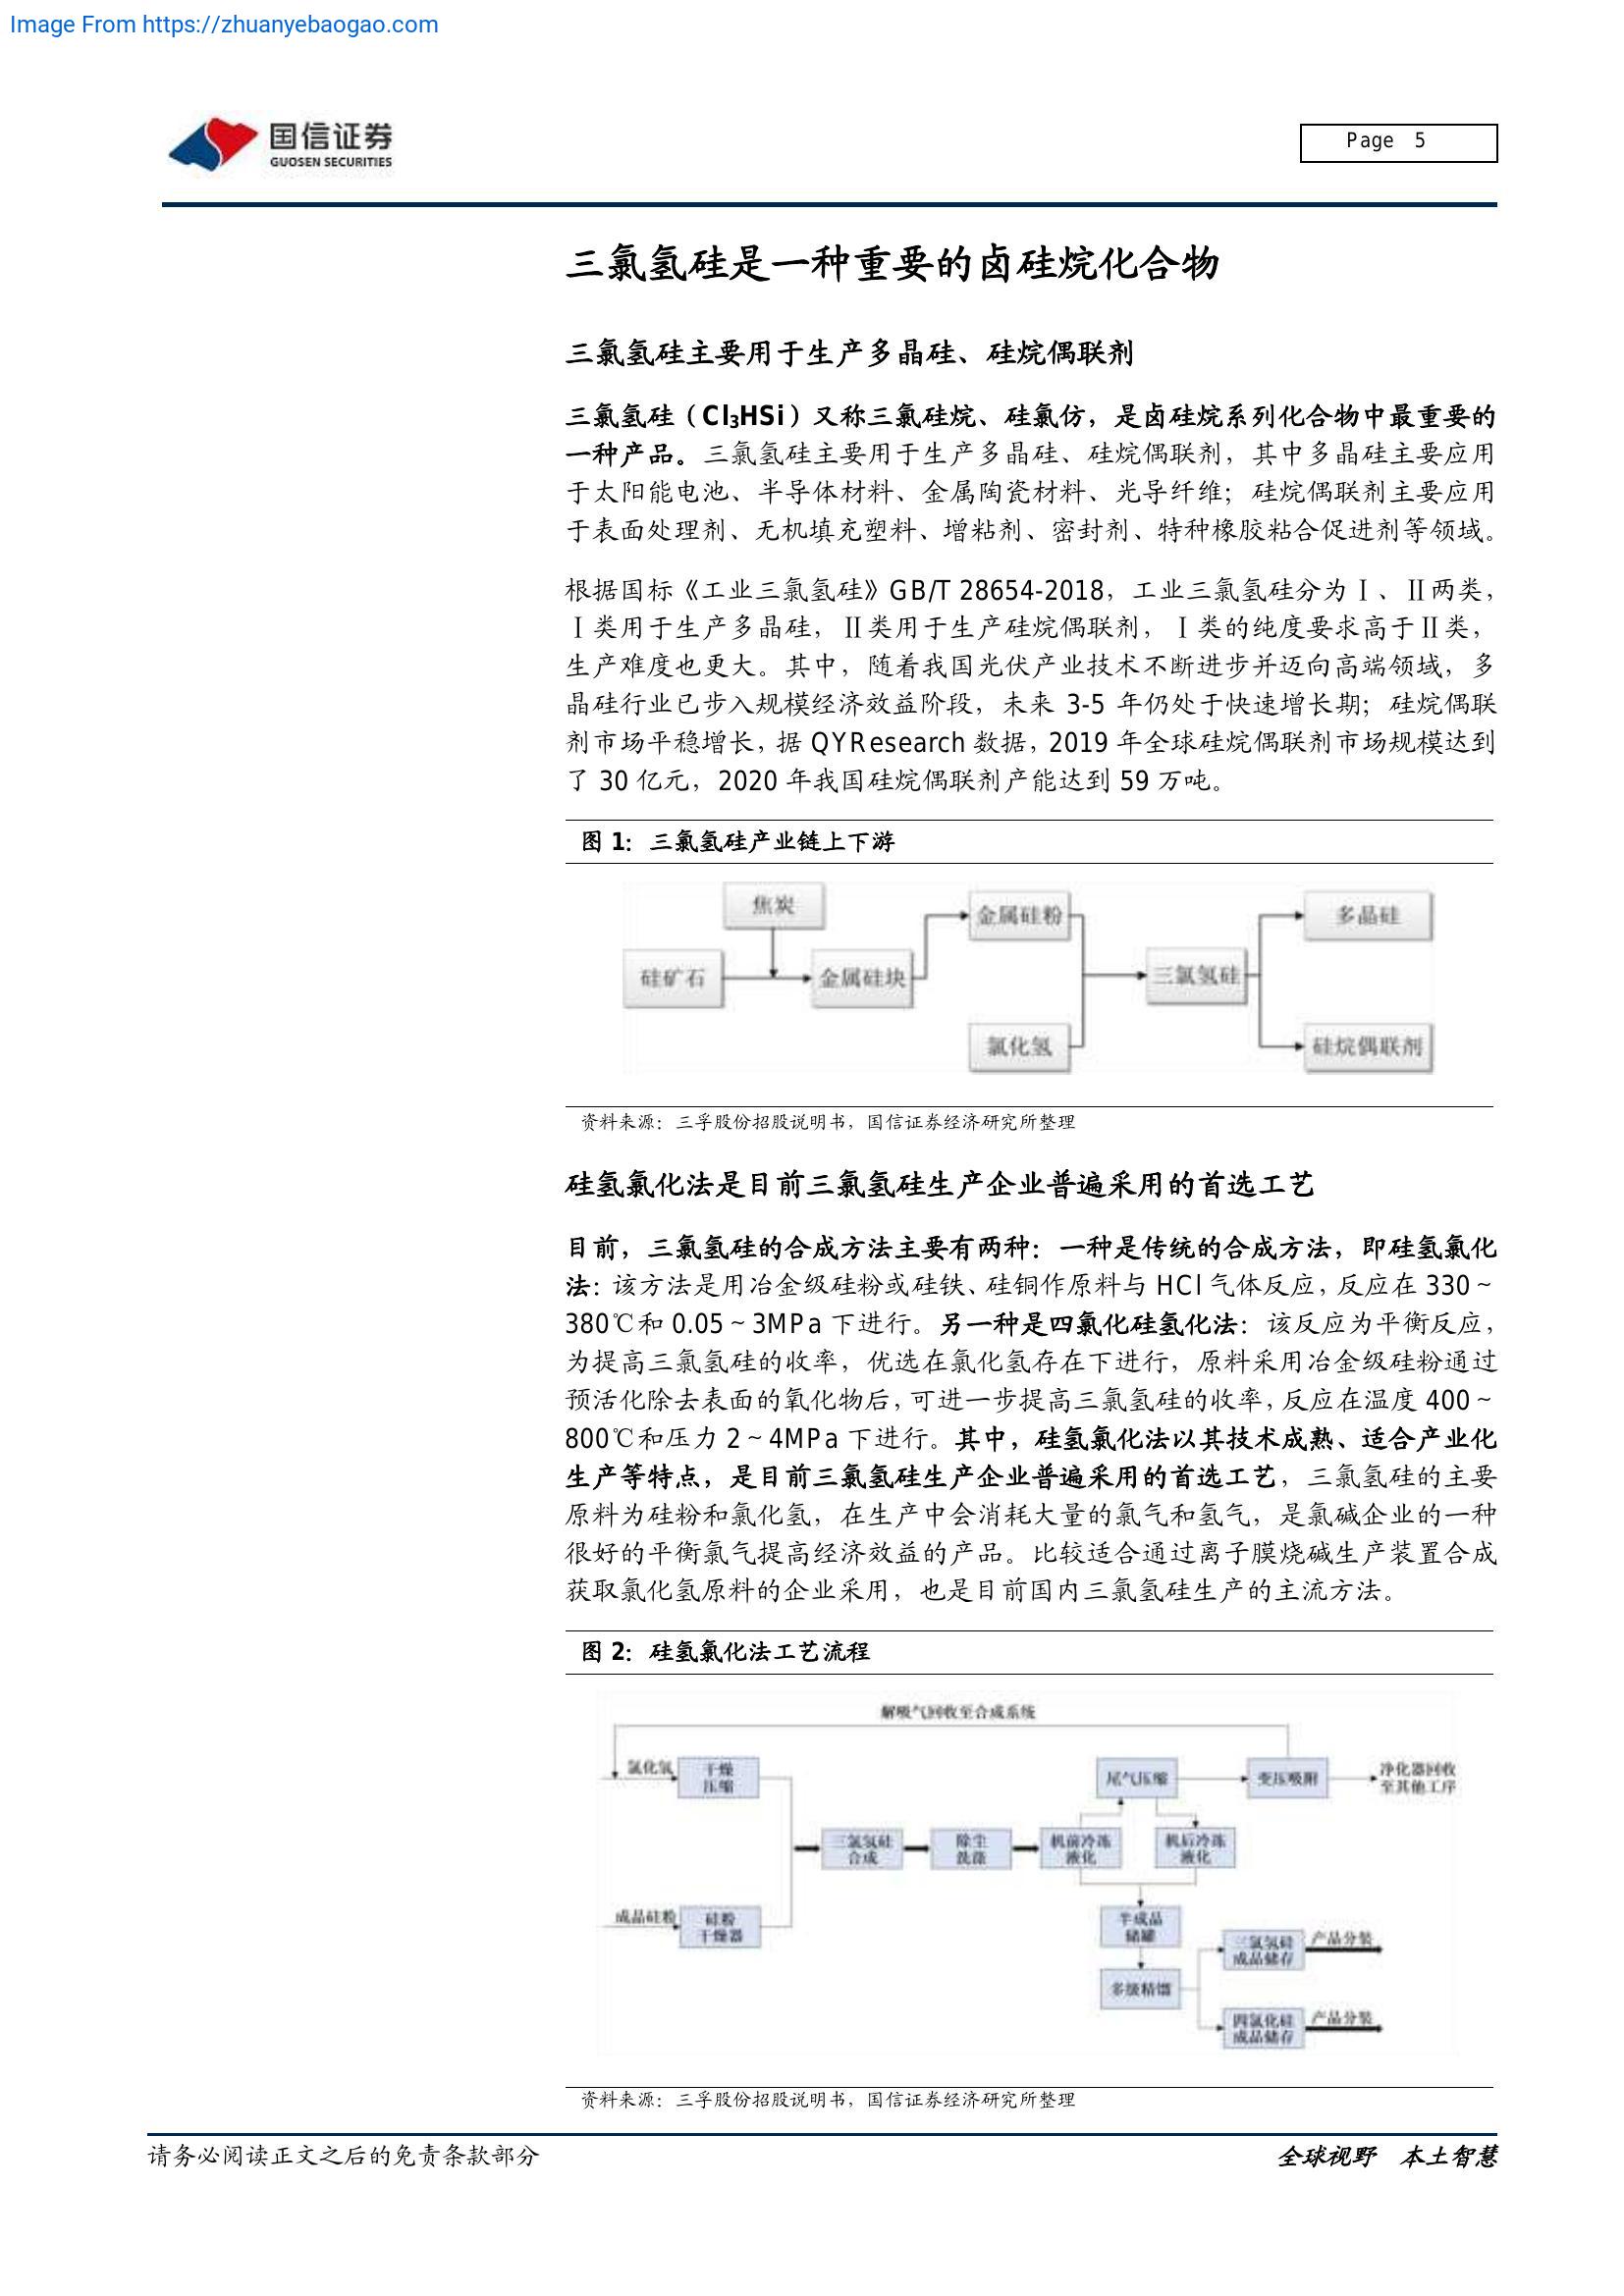 Image From https://zhuanyebaogao.com
国信证券
GUOSEN SECURITIES
Page 5
三氯氢硅是一种重要的卤硅烷化合物
三氯氢硅主要用于生产多晶硅、硅烷偶联剂
三氯氢硅（Cl₃HSi）又称三氯硅烷、硅氯仿，是卤硅烷系列化合物中最重要的
一种产品。三氯氢硅主要用于生产多晶硅、硅烷偶联剂，其中多晶硅主要应用
于太阳能电池、半导体材料、金属陶瓷材料、光导纤维；硅烷偶联剂主要应用
于表面处理剂、无机填充塑料、增粘剂、密封剂、特种橡胶粘合促进剂等领域。
根据国标《工业三氯氢硅》GB/T 28654-2018，工业三氯氢硅分为Ⅰ、Ⅱ两类，
Ⅰ类用于生产多晶硅，Ⅱ类用于生产硅烷偶联剂，Ⅰ类的纯度要求高于Ⅱ类，
生产难度也更大。其中，随着我国光伏产业技术不断进步并迈向高端领域，多
晶硅行业已步入规模经济效益阶段，未来 3-5 年仍处于快速增长期；硅烷偶联
剂市场平稳增长，据 QYResearch 数据，2019 年全球硅烷偶联剂市场规模达到
了 30 亿元，2020 年我国硅烷偶联剂产能达到 59 万吨。
图 1：三氯氢硅产业链上下游
焦炭
金属硅粉
多晶硅
硅矿石
金属硅块
三氯氢硅
氯化氢
硅烷偶联剂
资料来源：三孚股份招股说明书，国信证券经济研究所整理
硅氢氯化法是目前三氯氢硅生产企业普遍采用的首选工艺
目前，三氯氢硅的合成方法主要有两种：一种是传统的合成方法，即硅氢氯化
法：该方法是用冶金级硅粉或硅铁、硅铜作原料与 HCl 气体反应，反应在 330~
380℃和 0.05~3MPa 下进行。另一种是四氯化硅氢化法：该反应为平衡反应，
为提高三氯氢硅的收率，优选在氯化氢存在下进行，原料采用冶金级硅粉通过
预活化除去表面的氧化物后，可进一步提高三氯氢硅的收率，反应在温度 400~
800℃和压力 2~4MPa 下进行。其中，硅氢氯化法以其技术成熟、适合产业化
生产等特点，是目前三氯氢硅生产企业普遍采用的首选工艺，三氯氢硅的主要
原料为硅粉和氯化氢，在生产中会消耗大量的氯气和氢气，是氯碱企业的一种
很好的平衡氯气提高经济效益的产品。比较适合通过离子膜烧碱生产装置合成
获取氯化氢原料的企业采用，也是目前国内三氯氢硅生产的主流方法。
图 2：硅氢氯化法工艺流程
解吸气回收至合成系统
氯化氢
干燥
压缩
尾气压缩
变压吸附
净化器回收
至其他工序
三氯氢硅
合成
除尘
洗涤
机前冷冻
液化
机后冷冻
液化
成品硅粉
硅粉
干燥器
半成品
储罐
三氯氢硅
成品储存
产品分装
多级精馏
四氯化硅
成品储存
产品分装
资料来源：三孚股份招股说明书，国信证券经济研究所整理
请务必阅读正文之后的免责条款部分
全球视野 本土智慧